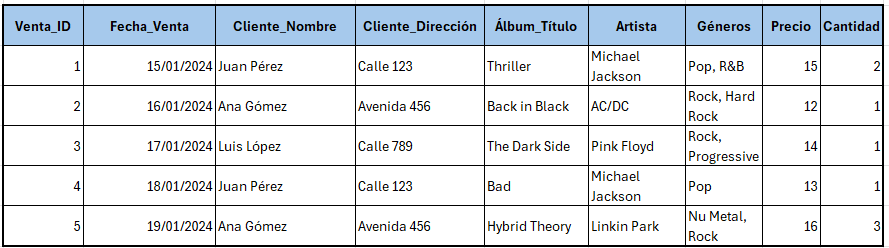 Venta_ID Fecha_Venta Cliente_Nombre Cliente_Dirección Álbum_Título Artista Géneros Precio Cantidad
1 15/01/2024 Juan Pérez Calle 123 Thriller Michael Jackson Pop, R&B 15 2
2 16/01/2024 Ana Gómez Avenida 456 Back in Black AC/DC Rock, Hard Rock 12 1
3 17/01/2024 Luis López Calle 789 The Dark Side Pink Floyd Rock, Progressive 14 1
4 18/01/2024 Juan Pérez Calle 123 Bad Michael Jackson Pop 13 1
5 19/01/2024 Ana Gómez Avenida 456 Hybrid Theory Linkin Park Nu Metal, Rock 16 3